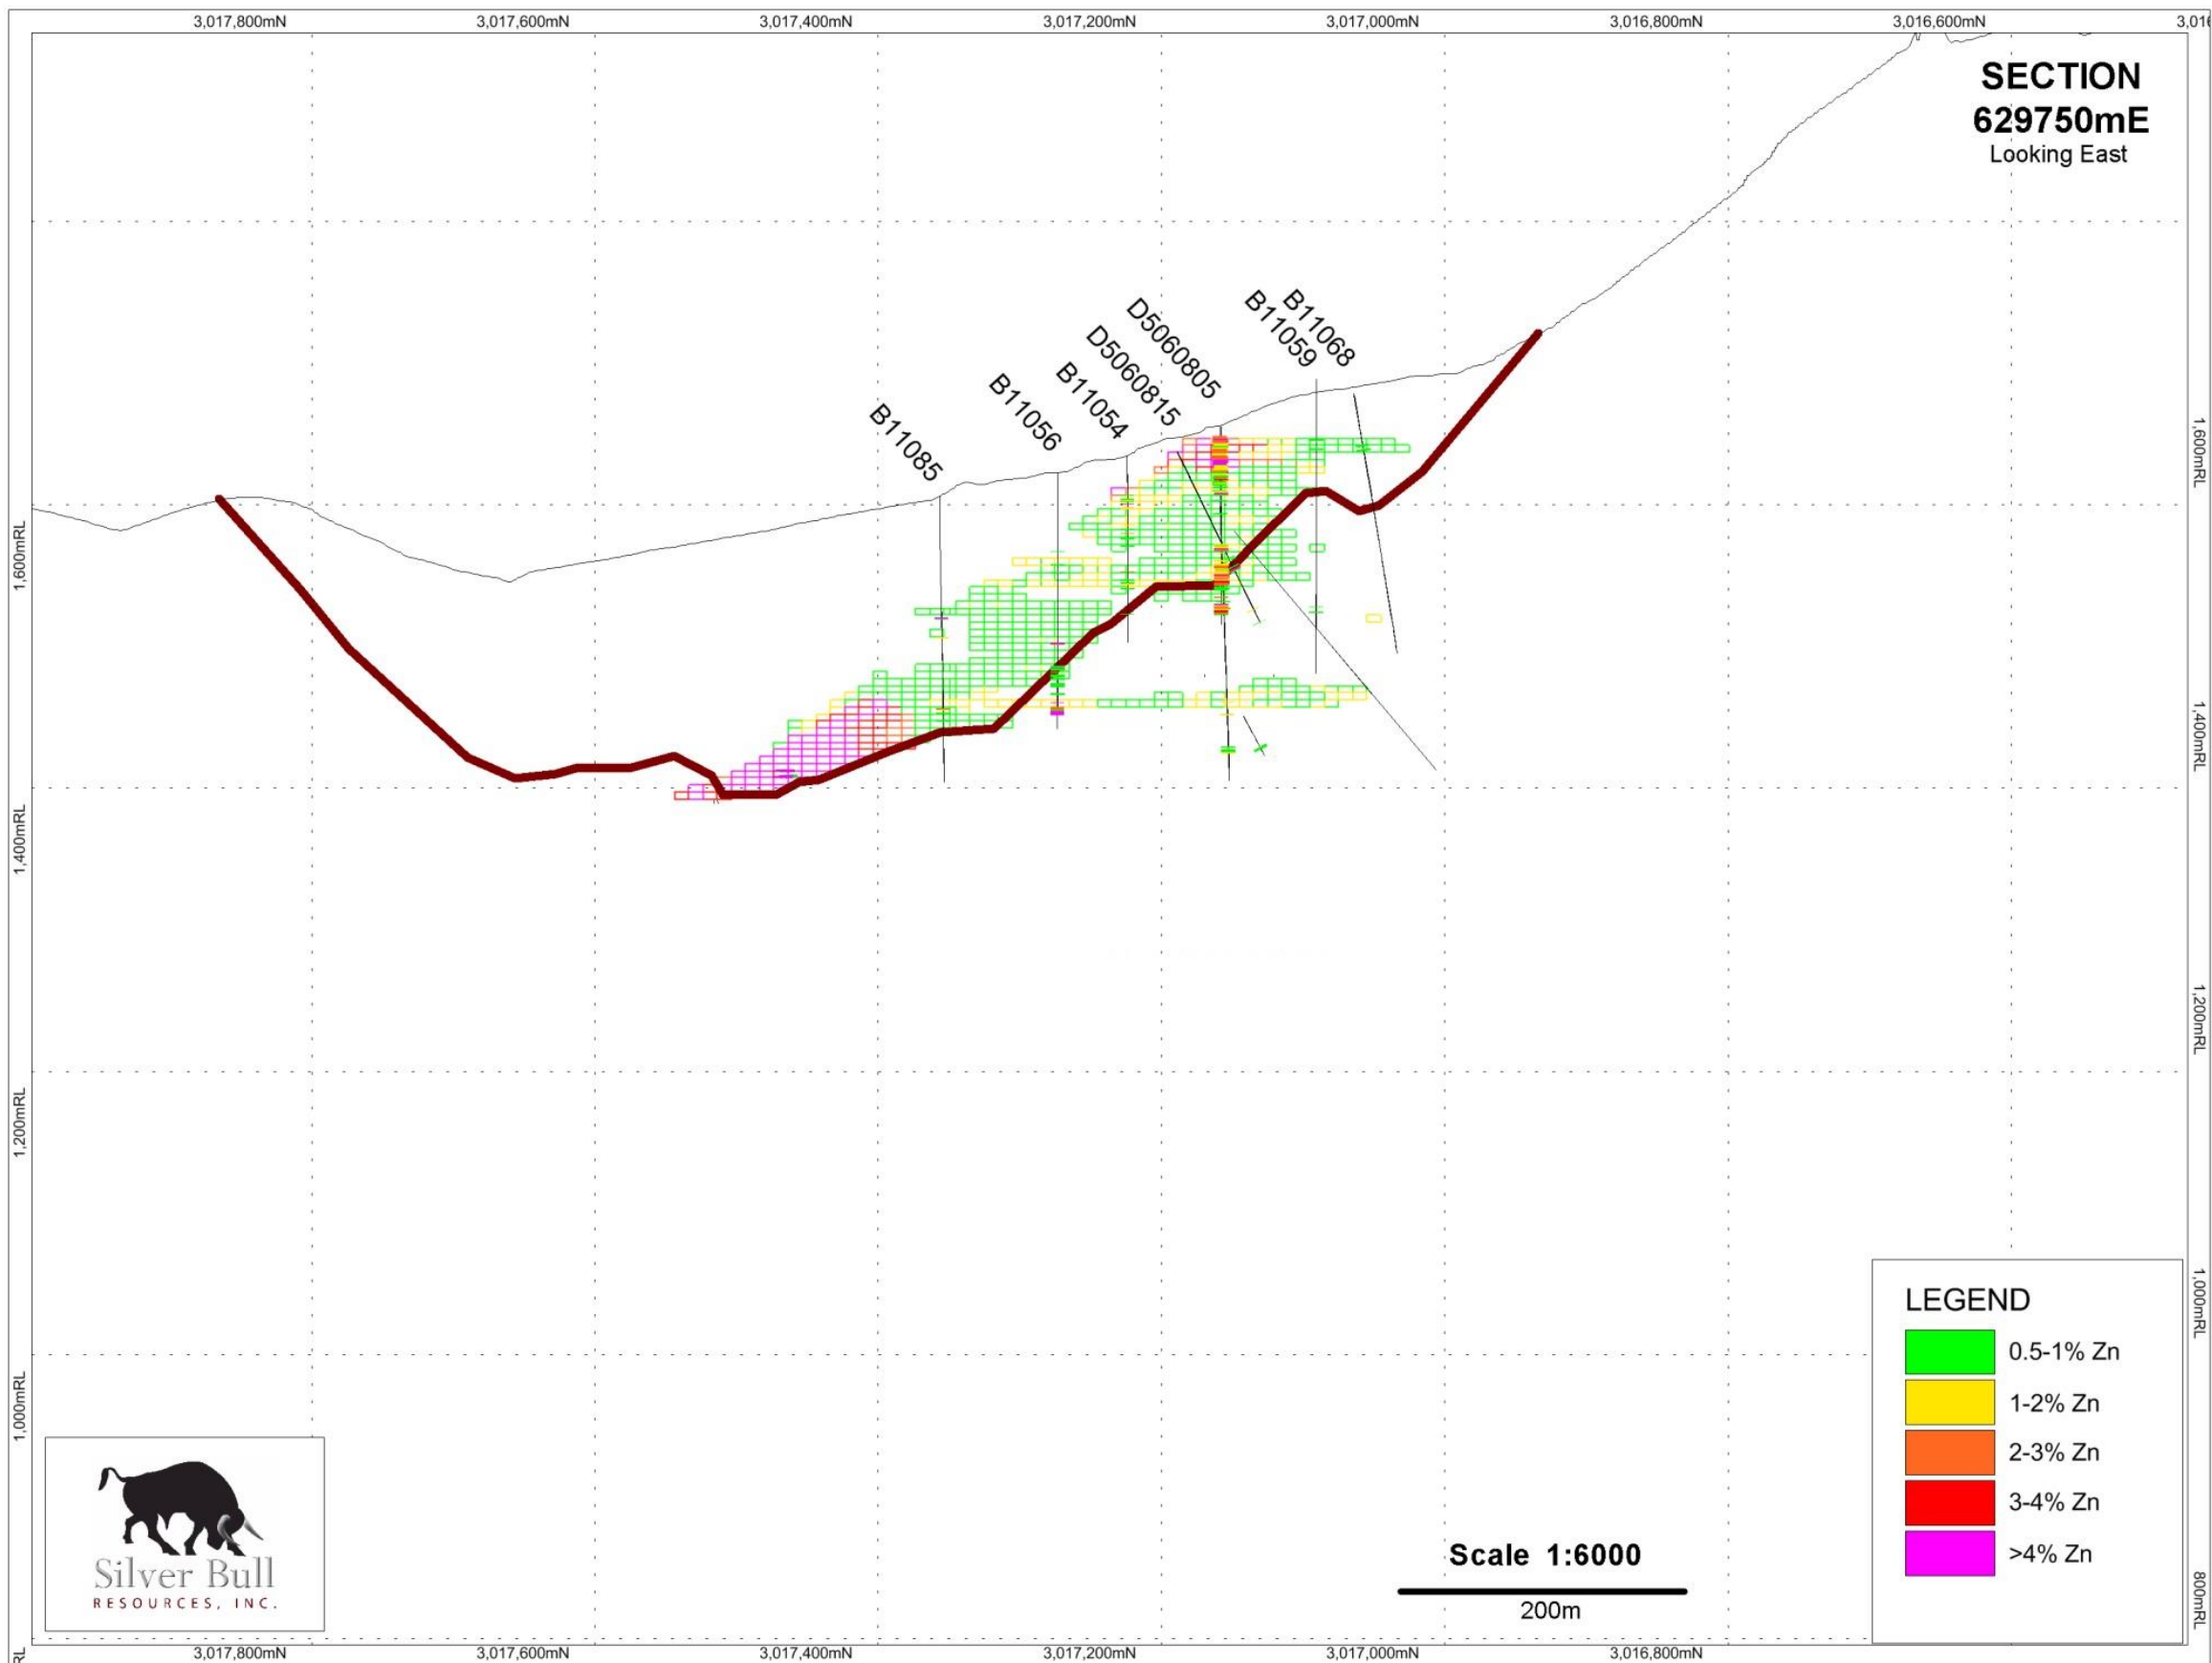 3,017,800mN 3,017,600mN 3,017,400mN 3,017,200mN 3,017,000mN 3,016,800mN 3,016,600mN 3,016
SECTION
629750mE
Looking East
B11085
B11056
B11054
D5060815
D5060805
B11059
B11068
1,600mRL
1,400mRL
1,200mRL
1,000mRL
RL
1,600mRL
1,400mRL
1,200mRL
1,000mRL
800mRL
LEGEND
0.5-1% Zn
1-2% Zn
2-3% Zn
3-4% Zn
>4% Zn
Scale 1:6000
200m
Silver Bull
RESOURCES, INC.
3,017,800mN 3,017,600mN 3,017,400mN 3,017,200mN 3,017,000mN 3,016,800mN